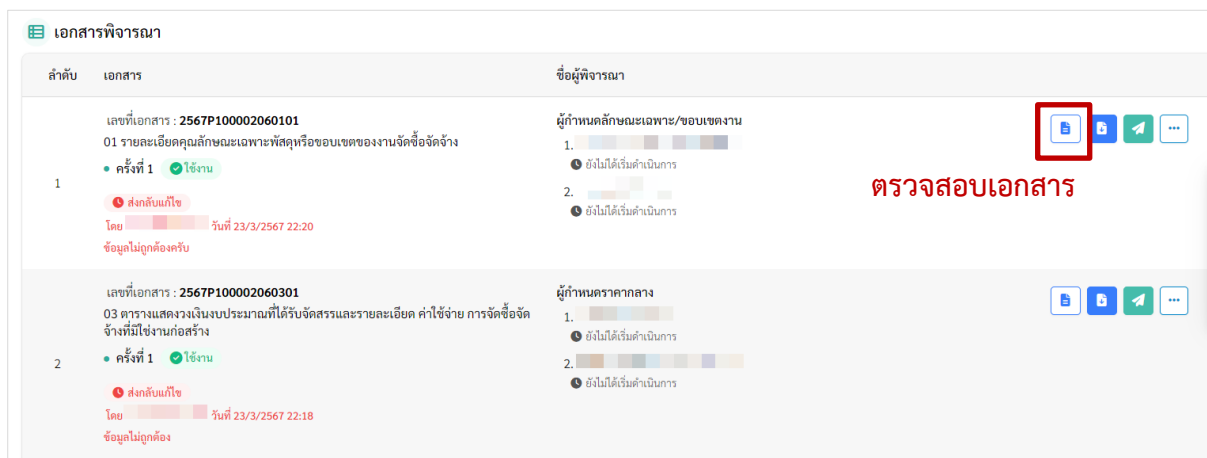 เอกสารพิจารณา
ลำดับ เอกสาร ชื่อผู้พิจารณา
เลขที่เอกสาร : 2567P100002060101
01 รายละเอียดคุณลักษณะเฉพาะพัสดุหรือขอบเขตของงานจัดซื้อจัดจ้าง
ครั้งที่ 1 ใช้งาน
1
ส่งกลับแก้ไข
โดย วันที่ 23/3/2567 22:20
ข้อมูลไม่ถูกต้องครับ
ผู้กำหนดลักษณะเฉพาะ/ขอบเขตงาน
1.
ยังไม่ได้เริ่มดำเนินการ
2.
ยังไม่ได้เริ่มดำเนินการ
ตรวจสอบเอกสาร
เลขที่เอกสาร : 2567P100002060301
03 ตารางแสดงวงเงินงบประมาณที่ได้รับจัดสรรและรายละเอียด ค่าใช้จ่าย การจัดซื้อจัด
จ้างที่มิใช่งานก่อสร้าง
ครั้งที่ 1 ใช้งาน
2
ส่งกลับแก้ไข
โดย วันที่ 23/3/2567 22:18
ข้อมูลไม่ถูกต้อง
ผู้กำหนดราคากลาง
1.
ยังไม่ได้เริ่มดำเนินการ
2.
ยังไม่ได้เริ่มดำเนินการ